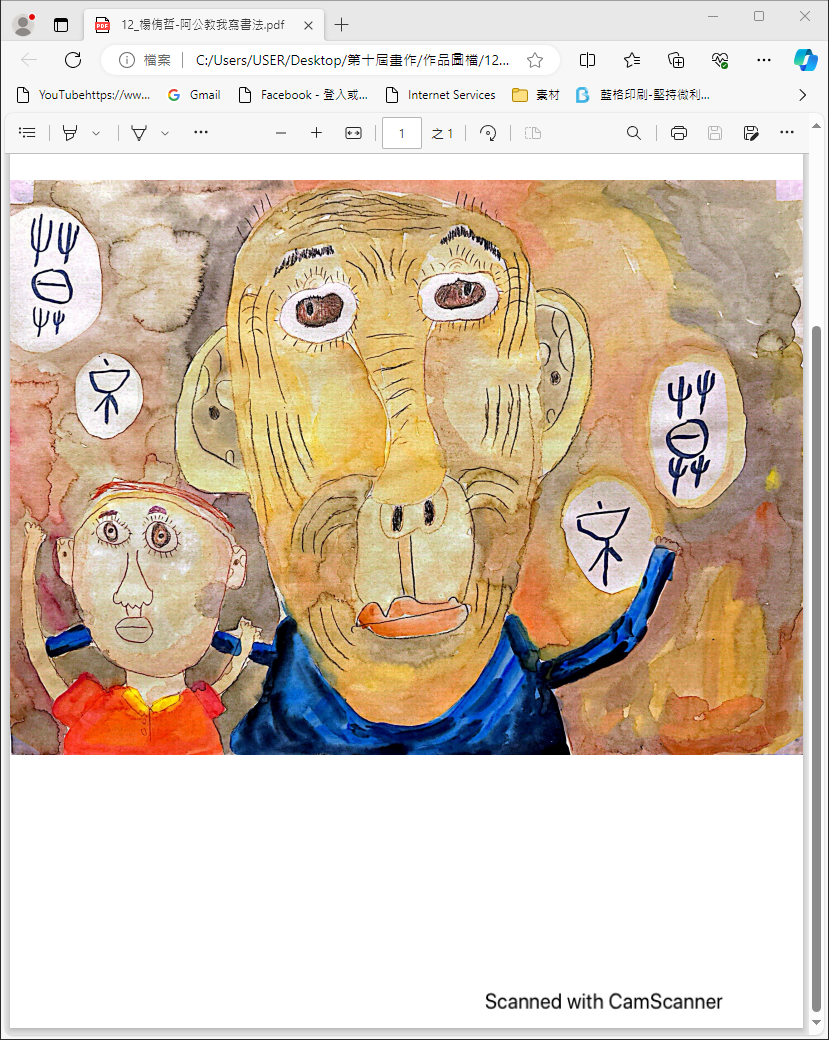 12_楊侑哲-阿公教我寫書法.pdf
檔案
C:/Users/USER/Desktop/第十屆畫作/作品圖檔/12...
YouTubehttps://ww...
Gmail
Facebook - 登入或...
Internet Services
素材
藍格印刷-堅持微利...
1 之 1
Scanned with CamScanner